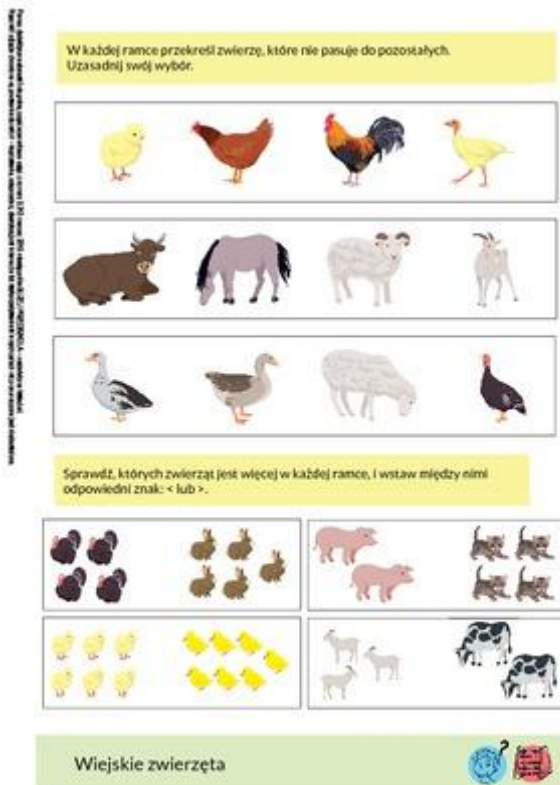 W każdej ramce przekreśl zwierzę, które nie pasuje do pozostałych.
Uzasadnij swój wybór.
Sprawdź, których zwierząt jest więcej w każdej ramce, i wstaw między nimi
odpowiedni znak: < lub >.
Wiejskie zwierzęta
?